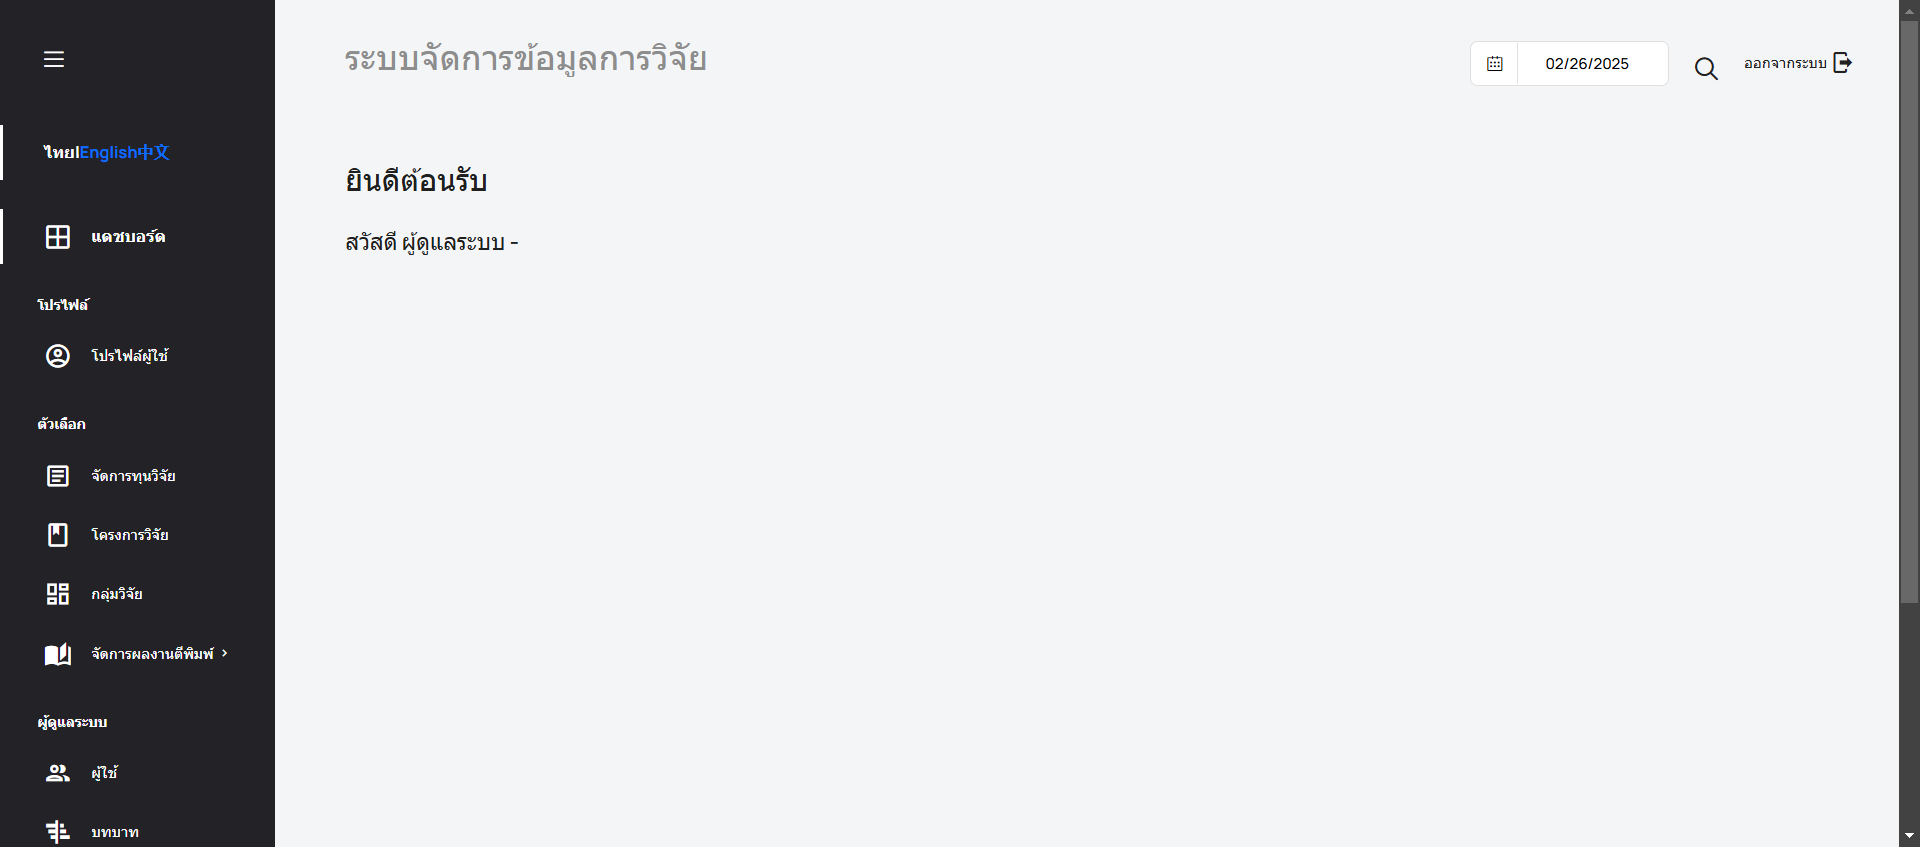 ระบบจัดการข้อมูลการวิจัย
02/26/2025
ออกจากระบบ
ไทย|English中文
แดชบอร์ด
โปรไฟล์
โปรไฟล์ผู้ใช้
ตัวเลือก
จัดการทุนวิจัย
โครงการวิจัย
กลุ่มวิจัย
จัดการผลงานตีพิมพ์
ผู้ดูแลระบบ
ผู้ใช้
บทบาท
ยินดีต้อนรับ
สวัสดี ผู้ดูแลระบบ -